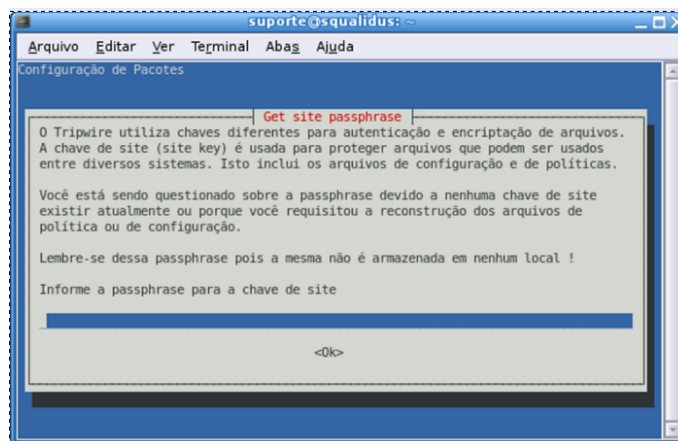 suporte@squalidus: ~
Arquivo Editar Ver Terminal Abas Ajuda
Configuração de Pacotes
Get site passphrase
O Tripwire utiliza chaves diferentes para autenticação e encriptação de arquivos.
A chave de site (site key) é usada para proteger arquivos que podem ser usados
entre diversos sistemas. Isto inclui os arquivos de configuração e de políticas.
Você está sendo questionado sobre a passphrase devido a nenhuma chave de site
existir atualmente ou porque você requisitou a reconstrução dos arquivos de
política ou de configuração.
Lembre-se dessa passphrase pois a mesma não é armazenada em nenhum local !
Informe a passphrase para a chave de site
<Ok>